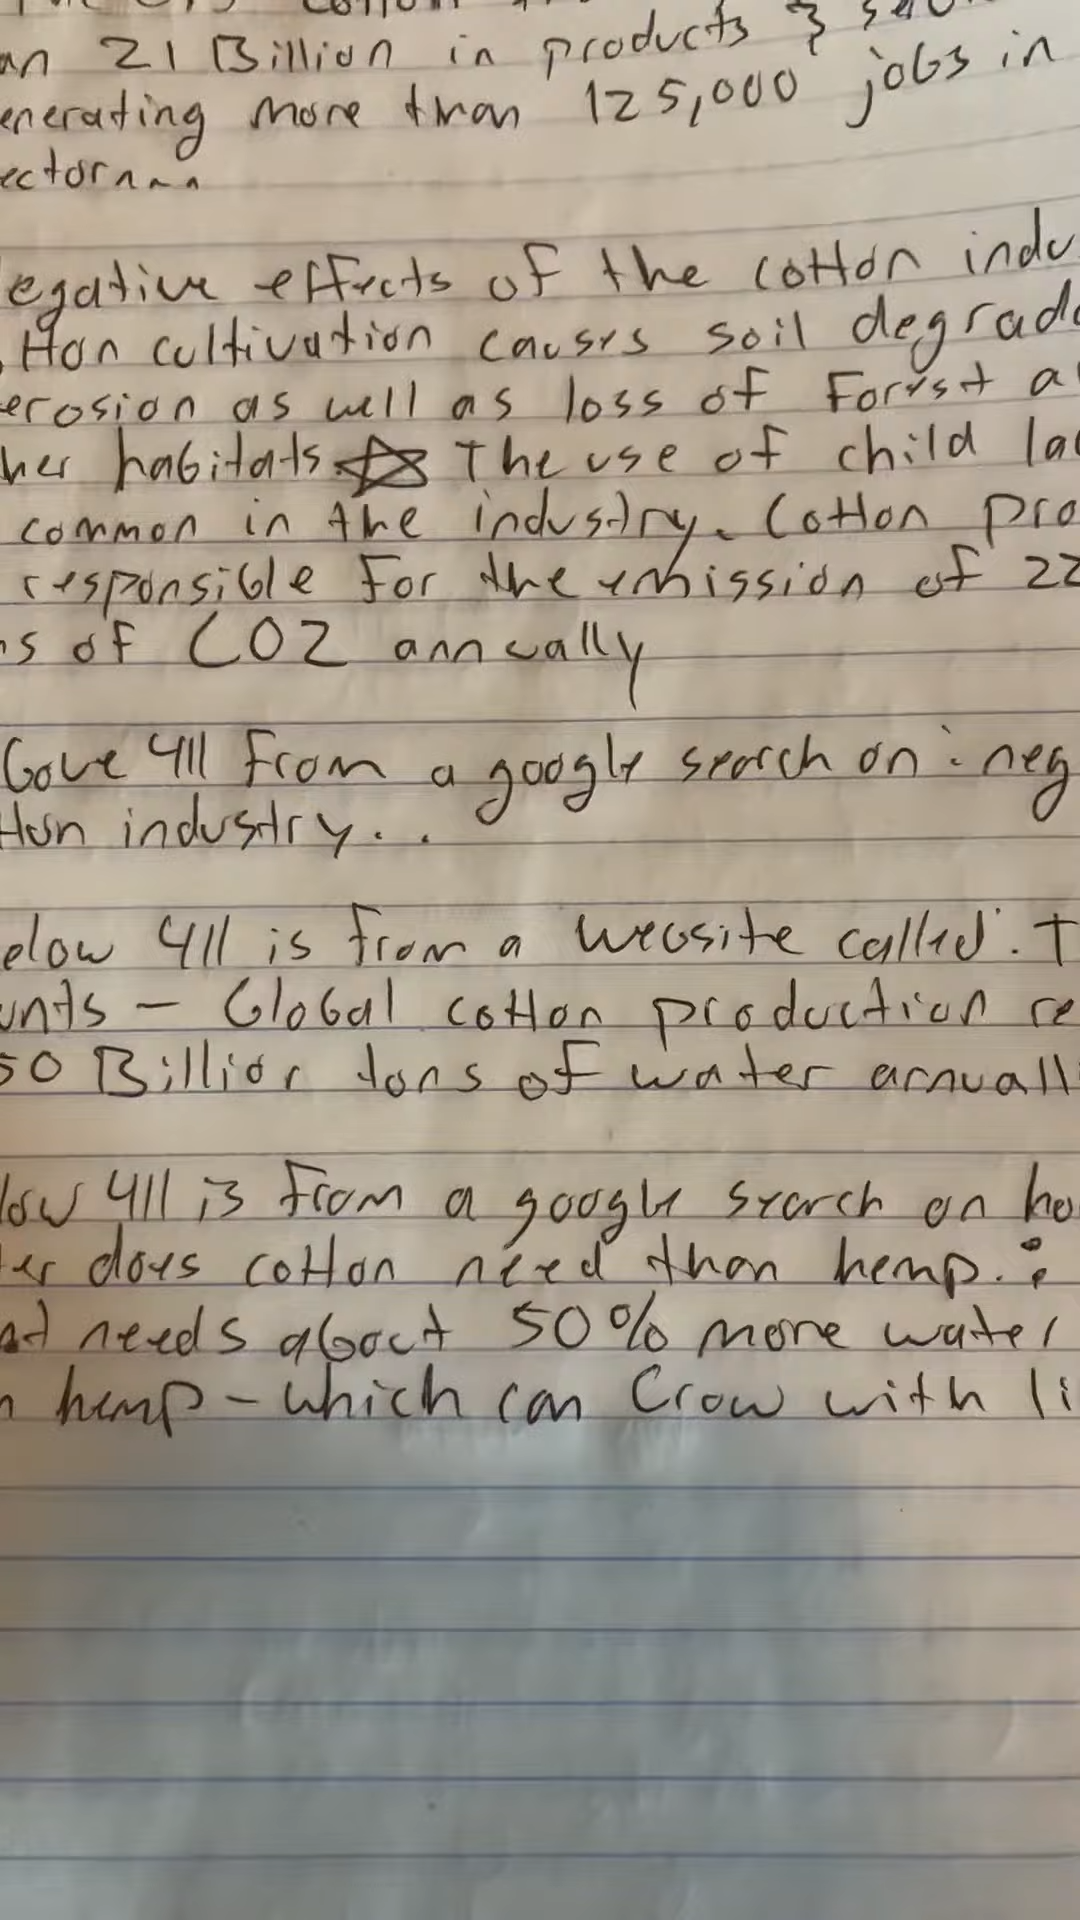 an 21 Billion in products &
enerating more than 125,000 jobs in
ector...
egative effects of the cotton indu
tton cultivation causes soil degrada
erosion as well as loss of Forest a
her habitats ☆ The use of child la
common in the industry. Cotton pro
responsible for the emission of 22
s of CO2 annually
bove 411 from a google search on: neg
tton industry...
elow 411 is from a website called: T
unts - Global cotton production re
50 Billion tons of water annuall
low 411 is from a google search on ho
er does cotton need than hemp.:
needs about 50% more water
n hemp - which can Grow with li